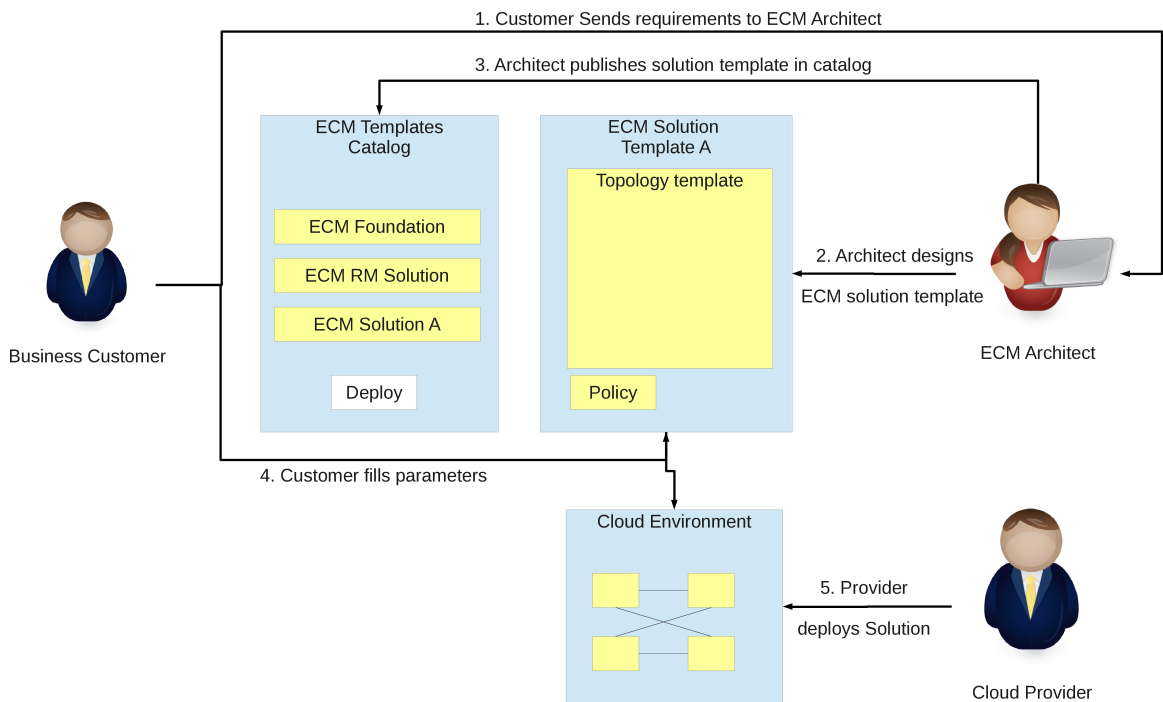 1. Customer Sends requirements to ECM Architect
3. Architect publishes solution template in catalog
ECM Templates
Catalog
ECM Foundation
ECM RM Solution
ECM Solution A
Deploy
ECM Solution
Template A
Topology template
Policy
2. Architect designs
ECM solution template
Business Customer
ECM Architect
4. Customer fills parameters
Cloud Environment
5. Provider
deploys Solution
Cloud Provider